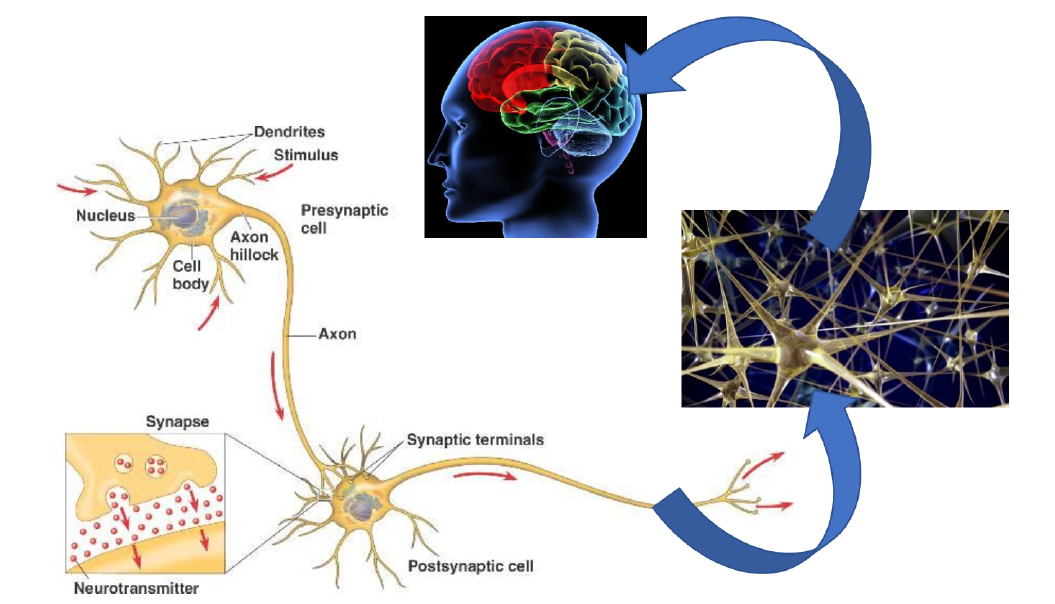 Dendrites
Stimulus
Nucleus
Presynaptic
cell
Axon
hillock
Cell
body
Axon
Synapse
Synaptic terminals
Postsynaptic cell
Neurotransmitter